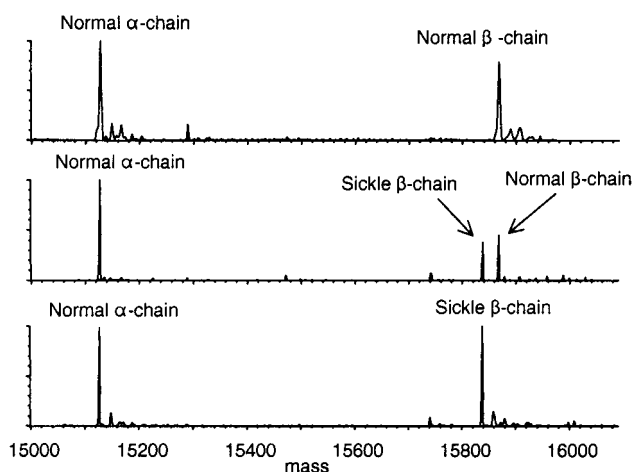 Normal α-chain
Normal β -chain
Normal α-chain
Sickle β-chain
Normal β-chain
Normal α-chain
Sickle β-chain
15000 15200 15400 15600 15800 16000
mass